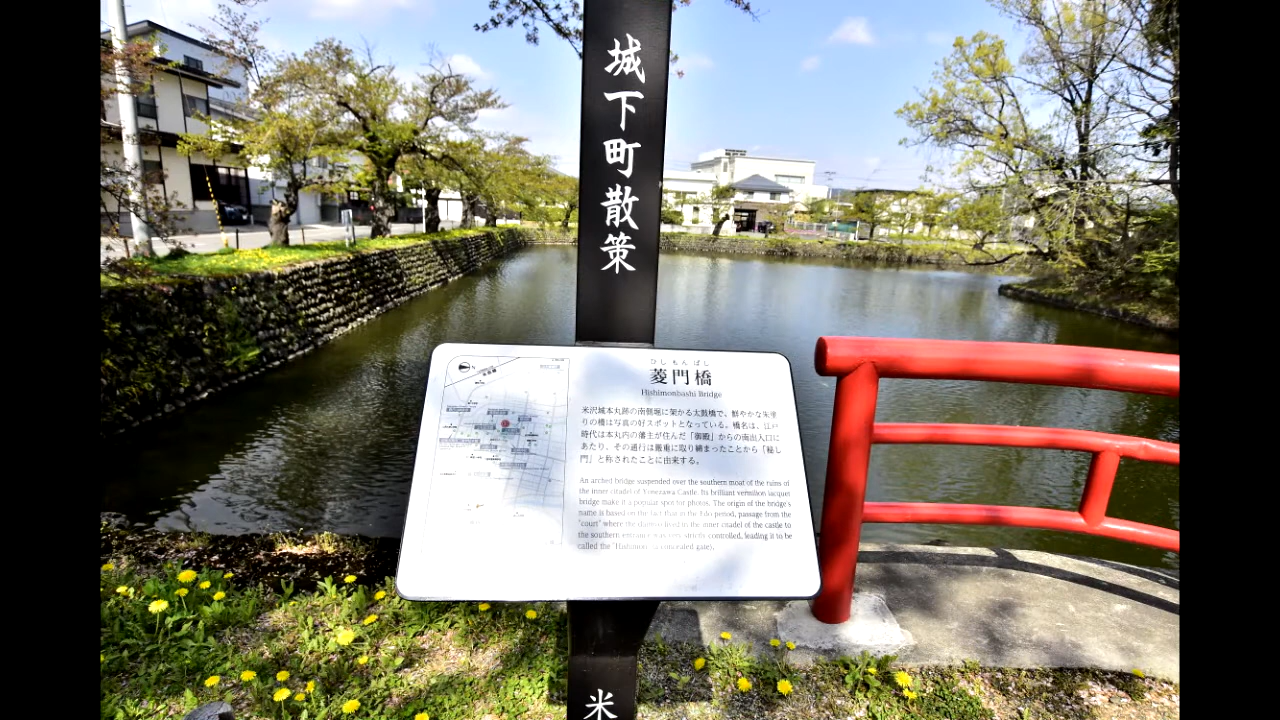 城下町散策
ひしもんばし
菱門橋
Hishimonbashi Bridge
米沢城本丸跡の南側堀に架かる太鼓橋で、鮮やかな朱塗
りの橋は写真の好スポットとなっている。橋名は、江戸
時代は本丸内の藩主が住んだ「御殿」からの南出入口に
あたり、その通行は厳重に取り締まったことから「秘し
門」と称されたことに由来する。
An arched bridge suspended over the southern moat of the ruins of
the inner citadel of Yonezawa Castle. Its brilliant vermilion lacquer
bridge make it a popular spot for photos. The origin of the bridge's
name is based on the fact that in the Edo period, passage from the
"court" where the daimyo lived in the inner citadel of the castle to
the southern entrance was very strictly controlled, leading it to be
called the "Hishimon" (a concealed gate).
米